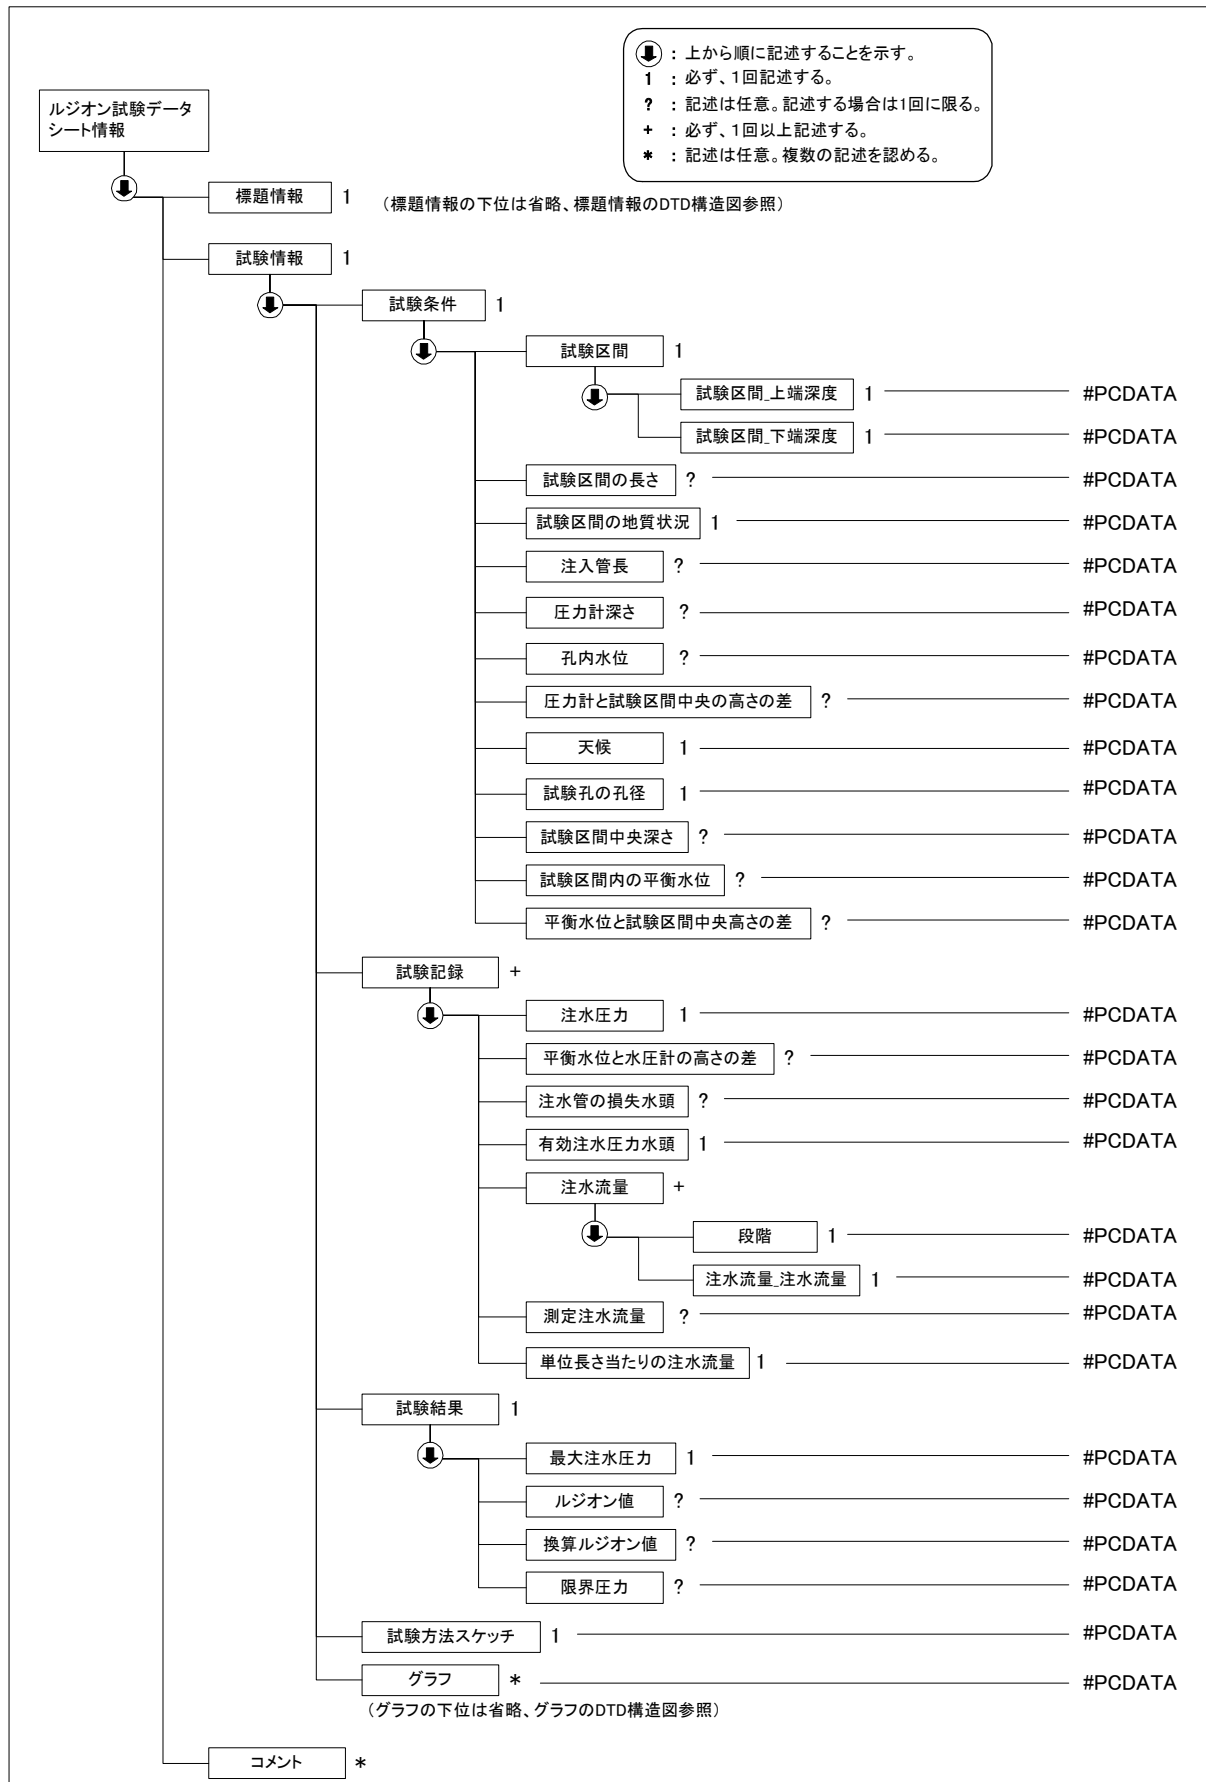 ： 上から順に記述することを示す。
1 ： 必ず、1回記述する。
? ： 記述は任意。記述する場合は1回に限る。
+ ： 必ず、1回以上記述する。
* ： 記述は任意。複数の記述を認める。
ルジオン試験データ
シート情報
標題情報 1 （標題情報の下位は省略、標題情報のDTD構造図参照）
試験情報 1
試験条件 1
試験区間 1
試験区間_上端深度 1 #PCDATA
試験区間_下端深度 1 #PCDATA
試験区間の長さ ? #PCDATA
試験区間の地質状況 1 #PCDATA
注入管長 ? #PCDATA
圧力計深さ ? #PCDATA
孔内水位 ? #PCDATA
圧力計と試験区間中央の高さの差 ? #PCDATA
天候 1 #PCDATA
試験孔の孔径 1 #PCDATA
試験区間中央深さ ? #PCDATA
試験区間内の平衡水位 ? #PCDATA
平衡水位と試験区間中央高さの差 ? #PCDATA
試験記録 +
注水圧力 1 #PCDATA
平衡水位と水圧計の高さの差 ? #PCDATA
注水管の損失水頭 ? #PCDATA
有効注水圧力水頭 1 #PCDATA
注水流量 +
段階 1 #PCDATA
注水流量_注水流量 1 #PCDATA
測定注水流量 ? #PCDATA
単位長さ当たりの注水流量 1 #PCDATA
試験結果 1
最大注水圧力 1 #PCDATA
ルジオン値 ? #PCDATA
換算ルジオン値 ? #PCDATA
限界圧力 ? #PCDATA
試験方法スケッチ 1 #PCDATA
グラフ * #PCDATA
（グラフの下位は省略、グラフのDTD構造図参照）
コメント *